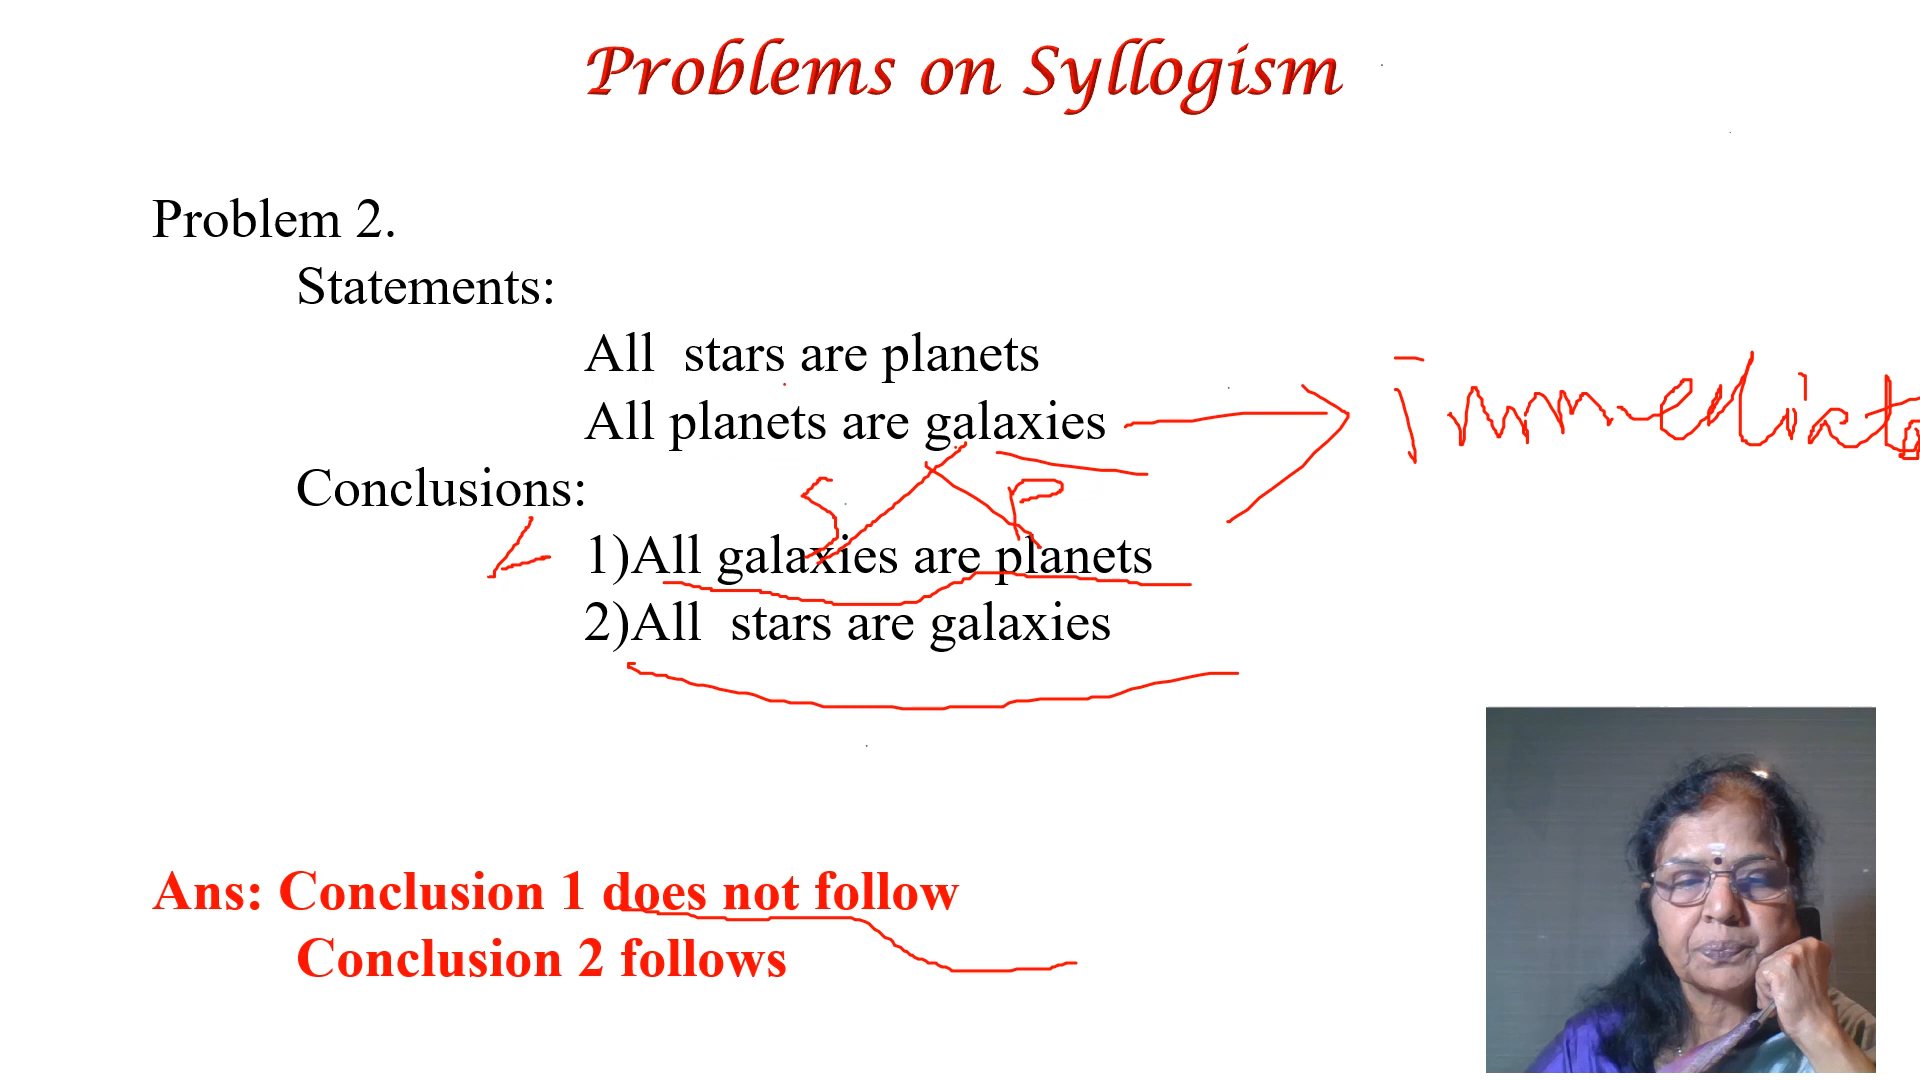 Problems on Syllogism
Problem 2.
Statements:
All stars are planets
All planets are galaxies
Conclusions:
S P
1)All galaxies are planets
2)All stars are galaxies
Ans: Conclusion 1 does not follow
Conclusion 2 follows